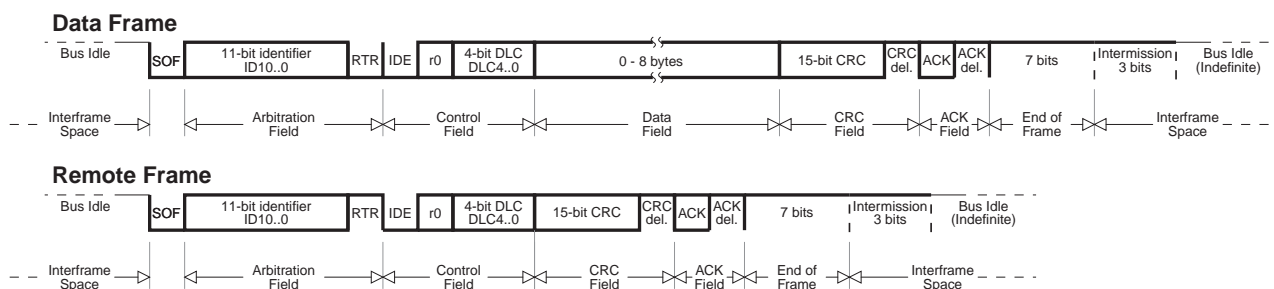 Data Frame
Bus Idle
SOF
11-bit identifier
ID10..0
RTR
IDE
r0
4-bit DLC
DLC4..0
0 - 8 bytes
15-bit CRC
CRC
del.
ACK
ACK
del.
7 bits
Intermission
3 bits
Bus Idle
(Indefinite)
Interframe
Space
Arbitration
Field
Control
Field
Data
Field
CRC
Field
ACK
Field
End of
Frame
Interframe
Space
Remote Frame
Bus Idle
SOF
11-bit identifier
ID10..0
RTR
IDE
r0
4-bit DLC
DLC4..0
15-bit CRC
CRC
del.
ACK
ACK
del.
7 bits
Intermission
3 bits
Bus Idle
(Indefinite)
Interframe
Space
Arbitration
Field
Control
Field
CRC
Field
ACK
Field
End of
Frame
Interframe
Space